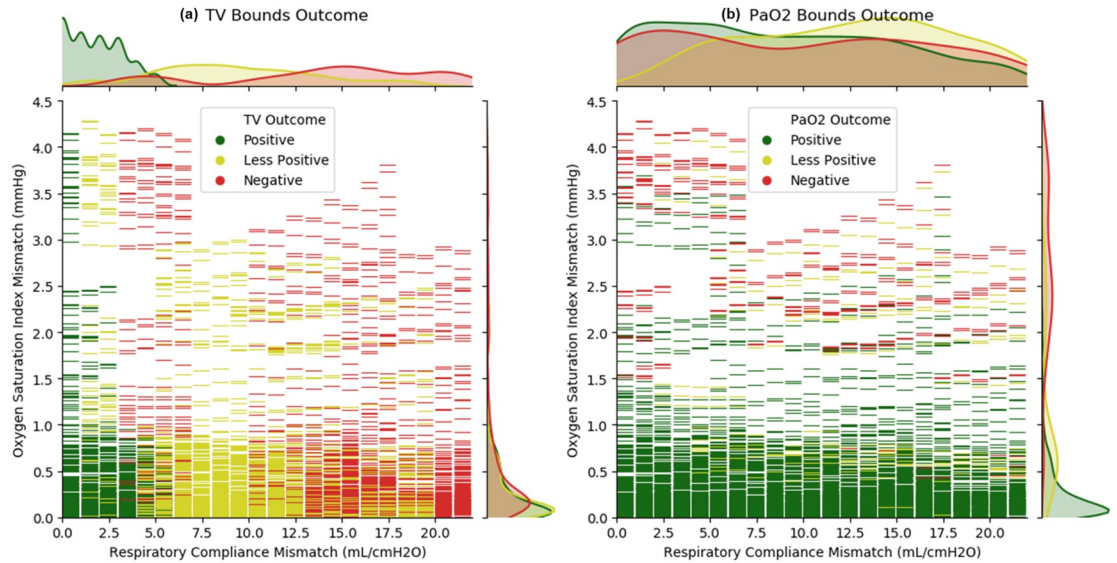 (a) TV Bounds Outcome
4.5
4.0
3.5
3.0
2.5
2.0
1.5
1.0
0.5
0.0
Oxygen Saturation Index Mismatch (mmHg)
TV Outcome
Positive
Less Positive
Negative
0.0 2.5 5.0 7.5 10.0 12.5 15.0 17.5 20.0
Respiratory Compliance Mismatch (mL/cmH2O)
(b) PaO2 Bounds Outcome
4.5
4.0
3.5
3.0
2.5
2.0
1.5
1.0
0.5
0.0
Oxygen Saturation Index Mismatch (mmHg)
PaO2 Outcome
Positive
Less Positive
Negative
0.0 2.5 5.0 7.5 10.0 12.5 15.0 17.5 20.0
Respiratory Compliance Mismatch (mL/cmH2O)